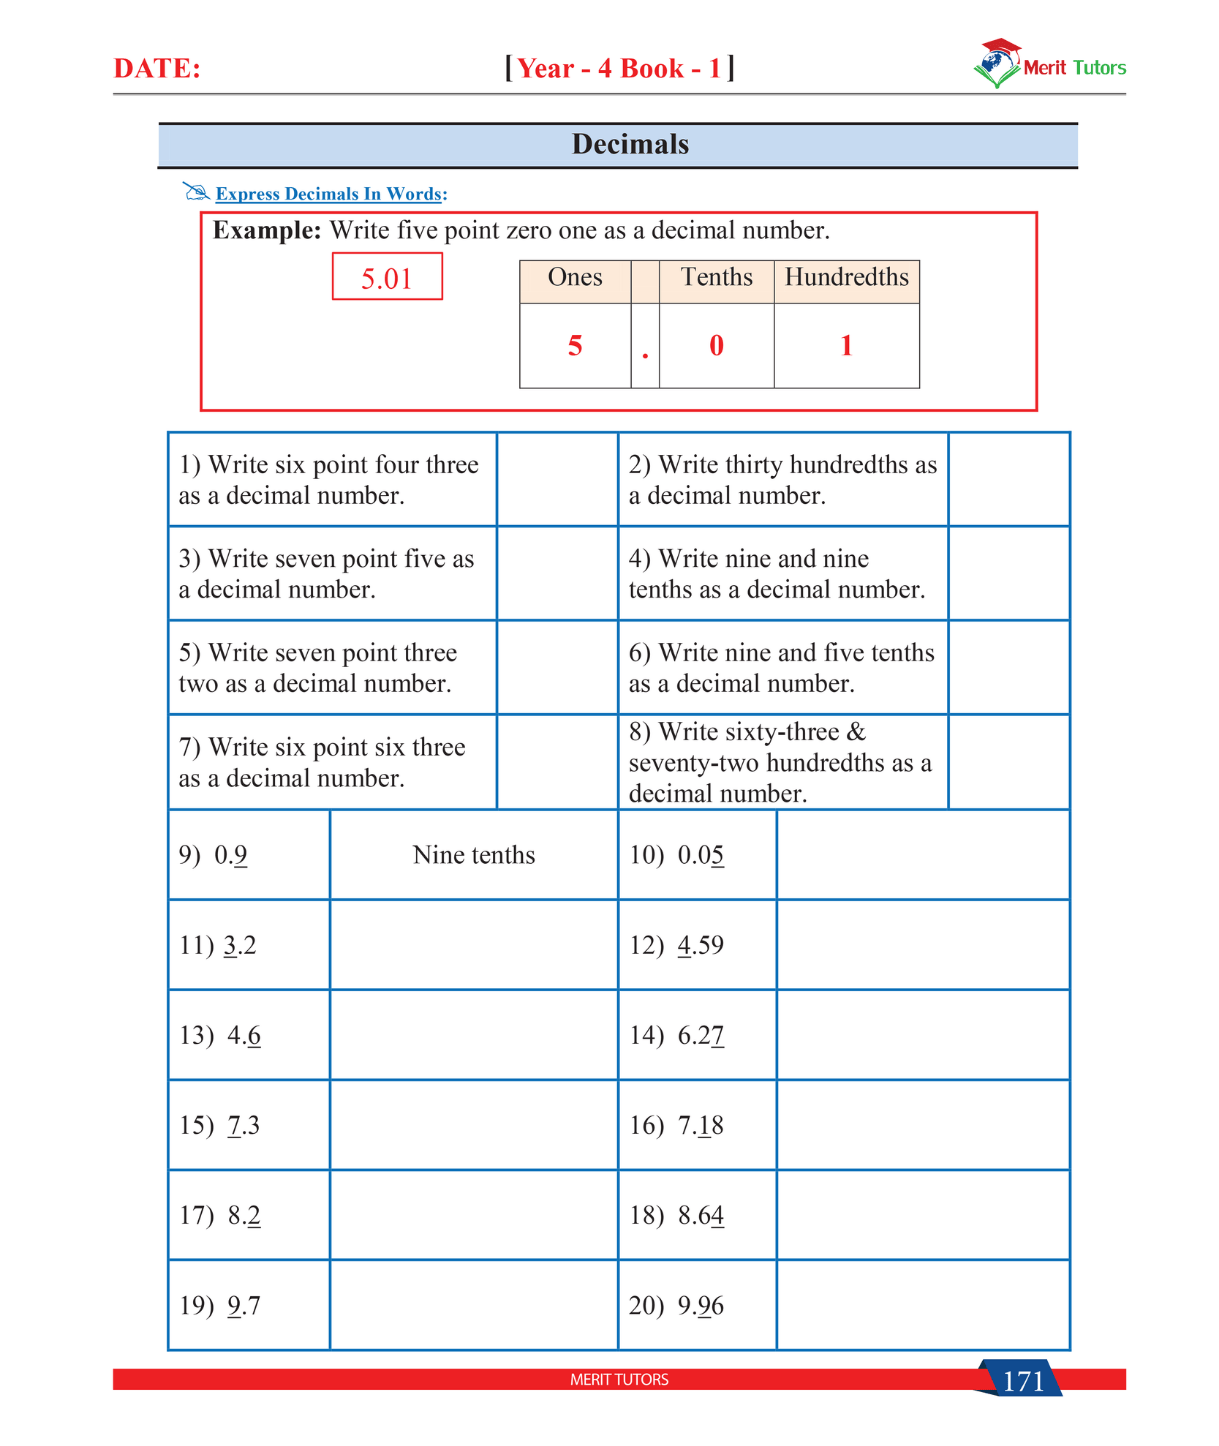 DATE:
[Year - 4 Book - 1]
Merit Tutors
Decimals
Express Decimals In Words:
Example: Write five point zero one as a decimal number.
5.01
Ones Tenths Hundredths
5 . 0 1
1) Write six point four three
as a decimal number.
2) Write thirty hundredths as
a decimal number.
3) Write seven point five as
a decimal number.
4) Write nine and nine
tenths as a decimal number.
5) Write seven point three
two as a decimal number.
6) Write nine and five tenths
as a decimal number.
7) Write six point six three
as a decimal number.
8) Write sixty-three &
seventy-two hundredths as a
decimal number.
9) 0.9
Nine tenths
10) 0.05
11) 3.2
12) 4.59
13) 4.6
14) 6.27
15) 7.3
16) 7.18
17) 8.2
18) 8.64
19) 9.7
20) 9.96
MERIT TUTORS
171